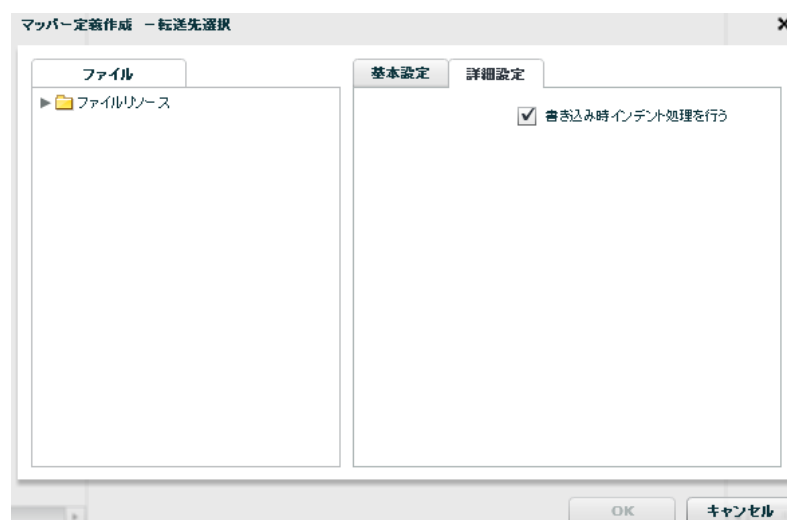 マッパー定義作成 －転送先選択
ファイル
ファイルリソース
基本設定 詳細設定
書き込み時インデント処理を行う
OK キャンセル